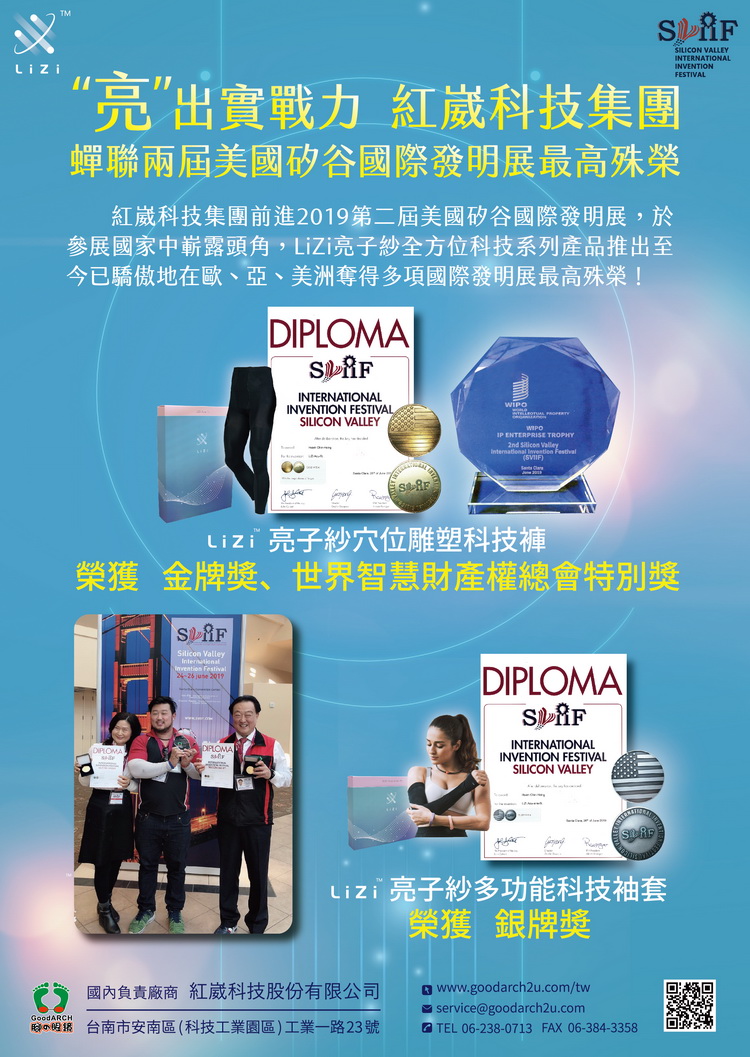 LiZi™
SVIIF
SILICON VALLEY
INTERNATIONAL
INVENTION
FESTIVAL
“亮”出實戰力 紅崴科技集團
蟬聯兩屆美國矽谷國際發明展最高殊榮
紅崴科技集團前進2019第二屆美國矽谷國際發明展，於
參展國家中嶄露頭角，LiZi亮子紗全方位科技系列產品推出至
今已驕傲地在歐、亞、美洲奪得多項國際發明展最高殊榮！
DIPLOMA
SVIIF
INTERNATIONAL
INVENTION FESTIVAL
SILICON VALLEY
WIPO
WORLD
INTELLECTUAL PROPERTY
ORGANIZATION
WIPO
IP ENTERPRISE TROPHY
2nd Silicon Valley
International Invention Festival
(SVIIF)
Santa Clara
June 2019
LiZi™ 亮子紗穴位雕塑科技褲
榮獲 金牌獎、世界智慧財產權總會特別獎
SVIIF
Silicon Valley
International
Invention Festival
24-26 june 2019
DIPLOMA
DIPLOMA
DIPLOMA
SVIIF
INTERNATIONAL
INVENTION FESTIVAL
SILICON VALLEY
LiZi™ 亮子紗多功能科技袖套
榮獲 銀牌獎
GoodARCH
腳の眼鏡
國內負責廠商 紅崴科技股份有限公司
台南市安南區(科技工業園區)工業一路23號
www.goodarch2u.com/tw
service@goodarch2u.com
TEL 06-238-0713 FAX 06-384-3358